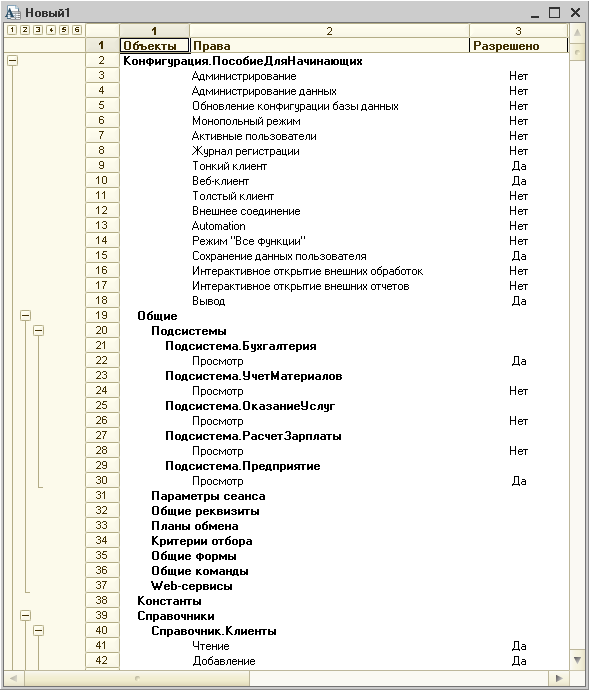 Новый1
1 2 3 4 5 6 1 2 3
1 Объекты Права Разрешено
2 Конфигурация.ПособиеДляНачинающих
3 Администрирование Нет
4 Администрирование данных Нет
5 Обновление конфигурации базы данных Нет
6 Монопольный режим Нет
7 Активные пользователи Нет
8 Журнал регистрации Нет
9 Тонкий клиент Да
10 Веб-клиент Да
11 Толстый клиент Нет
12 Внешнее соединение Нет
13 Automation Нет
14 Режим "Все функции" Нет
15 Сохранение данных пользователя Да
16 Интерактивное открытие внешних обработок Нет
17 Интерактивное открытие внешних отчетов Нет
18 Вывод Да
19 Общие
20 Подсистемы
21 Подсистема.Бухгалтерия
22 Просмотр Да
23 Подсистема.УчетМатериалов
24 Просмотр Нет
25 Подсистема.ОказаниеУслуг
26 Просмотр Нет
27 Подсистема.РасчетЗарплаты
28 Просмотр Нет
29 Подсистема.Предприятие
30 Просмотр Да
31 Параметры сеанса
32 Общие реквизиты
33 Планы обмена
34 Критерии отбора
35 Общие формы
36 Общие команды
37 Web-сервисы
38 Константы
39 Справочники
40 Справочник.Клиенты
41 Чтение Да
42 Добавление Да